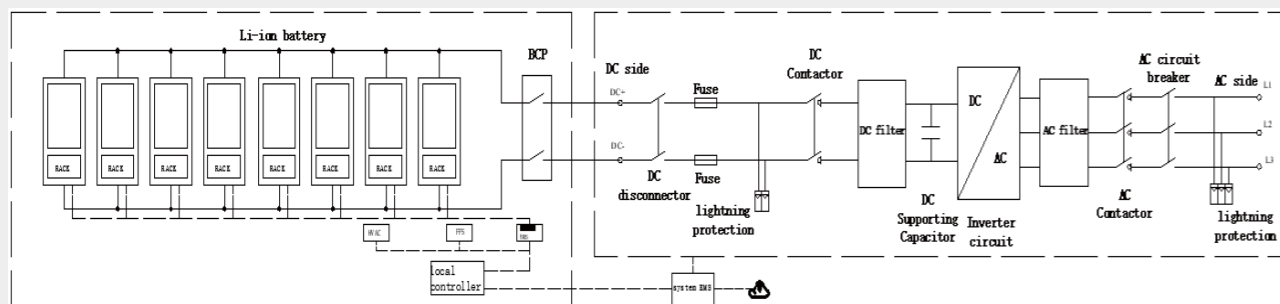 Li-ion battery
BCP
RACK
RACK
RACK
RACK
RACK
RACK
RACK
RACK
HVAC
FFS
local
controller
DC side
DC+
DC-
DC
disconnector
Fuse
Fuse
lightning
protection
DC
Contactor
DC filter
DC
Supporting
Capacitor
DC
AC
Inverter
circuit
AC filter
AC circuit
breaker
AC
Contactor
AC side
L1
L2
L3
lightning
protection
system EMS